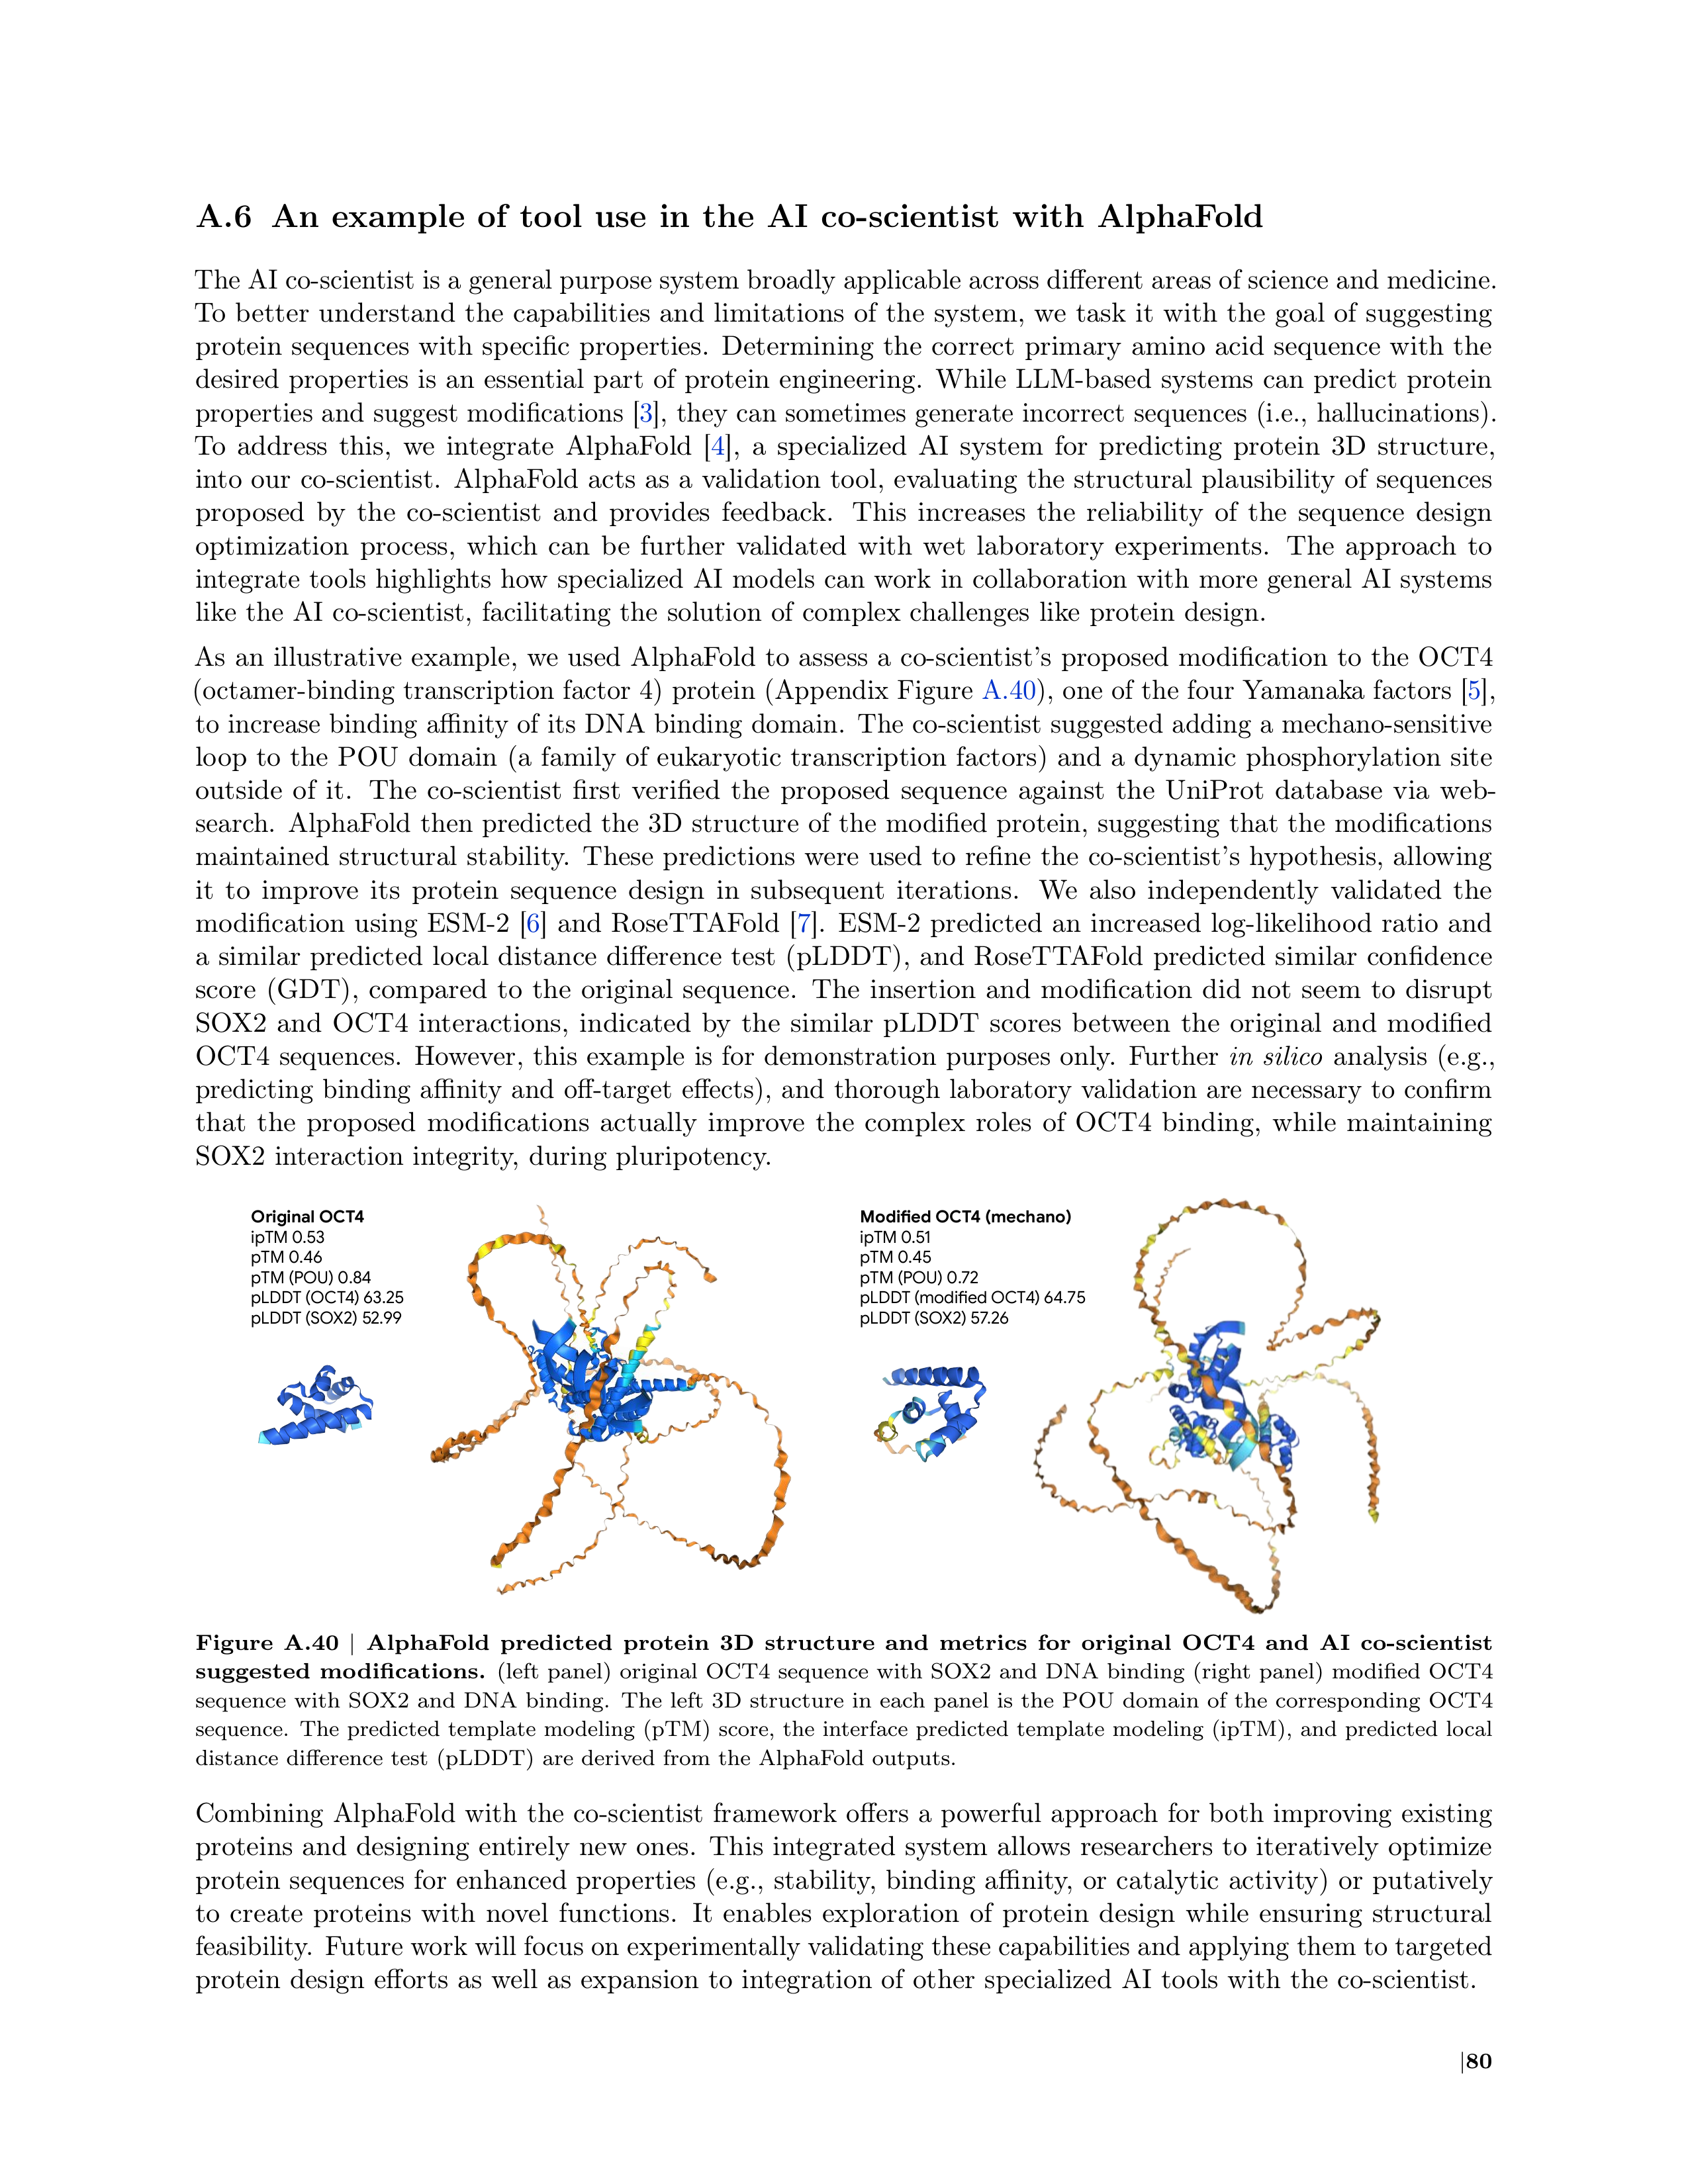 A.6 An example of tool use in the AI co-scientist with AlphaFold
The AI co-scientist is a general purpose system broadly applicable across different areas of science and medicine.
To better understand the capabilities and limitations of the system, we task it with the goal of suggesting
protein sequences with specific properties. Determining the correct primary amino acid sequence with the
desired properties is an essential part of protein engineering. While LLM-based systems can predict protein
properties and suggest modifications [3], they can sometimes generate incorrect sequences (i.e., hallucinations).
To address this, we integrate AlphaFold [4], a specialized AI system for predicting protein 3D structure,
into our co-scientist. AlphaFold acts as a validation tool, evaluating the structural plausibility of sequences
proposed by the co-scientist and provides feedback. This increases the reliability of the sequence design
optimization process, which can be further validated with wet laboratory experiments. The approach to
integrate tools highlights how specialized AI models can work in collaboration with more general AI systems
like the AI co-scientist, facilitating the solution of complex challenges like protein design.
As an illustrative example, we used AlphaFold to assess a co-scientist's proposed modification to the OCT4
(octamer-binding transcription factor 4) protein (Appendix Figure A.40), one of the four Yamanaka factors [5],
to increase binding affinity of its DNA binding domain. The co-scientist suggested adding a mechano-sensitive
loop to the POU domain (a family of eukaryotic transcription factors) and a dynamic phosphorylation site
outside of it. The co-scientist first verified the proposed sequence against the UniProt database via web-
search. AlphaFold then predicted the 3D structure of the modified protein, suggesting that the modifications
maintained structural stability. These predictions were used to refine the co-scientist's hypothesis, allowing
it to improve its protein sequence design in subsequent iterations. We also independently validated the
modification using ESM-2 [6] and RoseTTAFold [7]. ESM-2 predicted an increased log-likelihood ratio and
a similar predicted local distance difference test (pLDDT), and RoseTTAFold predicted similar confidence
score (GDT), compared to the original sequence. The insertion and modification did not seem to disrupt
SOX2 and OCT4 interactions, indicated by the similar pLDDT scores between the original and modified
OCT4 sequences. However, this example is for demonstration purposes only. Further in silico analysis (e.g.,
predicting binding affinity and off-target effects), and thorough laboratory validation are necessary to confirm
that the proposed modifications actually improve the complex roles of OCT4 binding, while maintaining
SOX2 interaction integrity, during pluripotency.
Original OCT4
ipTM 0.53
pTM 0.46
pTM (POU) 0.84
pLDDT (OCT4) 63.25
pLDDT (SOX2) 52.99
Modified OCT4 (mechano)
ipTM 0.51
pTM 0.45
pTM (POU) 0.72
pLDDT (modified OCT4) 64.75
pLDDT (SOX2) 57.26
Figure A.40 | AlphaFold predicted protein 3D structure and metrics for original OCT4 and AI co-scientist
suggested modifications. (left panel) original OCT4 sequence with SOX2 and DNA binding (right panel) modified OCT4
sequence with SOX2 and DNA binding. The left 3D structure in each panel is the POU domain of the corresponding OCT4
sequence. The predicted template modeling (pTM) score, the interface predicted template modeling (ipTM), and predicted local
distance difference test (pLDDT) are derived from the AlphaFold outputs.
Combining AlphaFold with the co-scientist framework offers a powerful approach for both improving existing
proteins and designing entirely new ones. This integrated system allows researchers to iteratively optimize
protein sequences for enhanced properties (e.g., stability, binding affinity, or catalytic activity) or putatively
to create proteins with novel functions. It enables exploration of protein design while ensuring structural
feasibility. Future work will focus on experimentally validating these capabilities and applying them to targeted
protein design efforts as well as expansion to integration of other specialized AI tools with the co-scientist.
|80